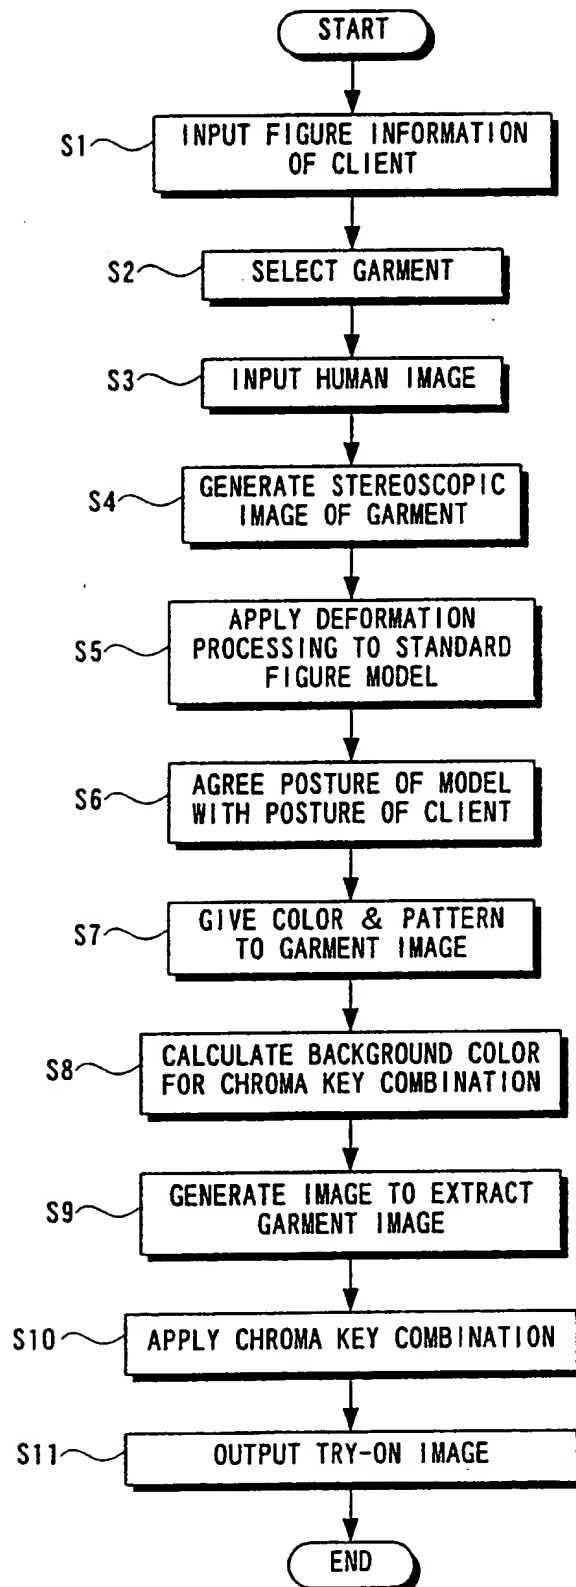 START
S1
INPUT FIGURE INFORMATION
OF CLIENT
S2
SELECT GARMENT
S3
INPUT HUMAN IMAGE
S4
GENERATE STEREOSCOPIC
IMAGE OF GARMENT
S5
APPLY DEFORMATION
PROCESSING TO STANDARD
FIGURE MODEL
S6
AGREE POSTURE OF MODEL
WITH POSTURE OF CLIENT
S7
GIVE COLOR & PATTERN
TO GARMENT IMAGE
S8
CALCULATE BACKGROUND COLOR
FOR CHROMA KEY COMBINATION
S9
GENERATE IMAGE TO EXTRACT
GARMENT IMAGE
S10
APPLY CHROMA KEY COMBINATION
S11
OUTPUT TRY-ON IMAGE
END